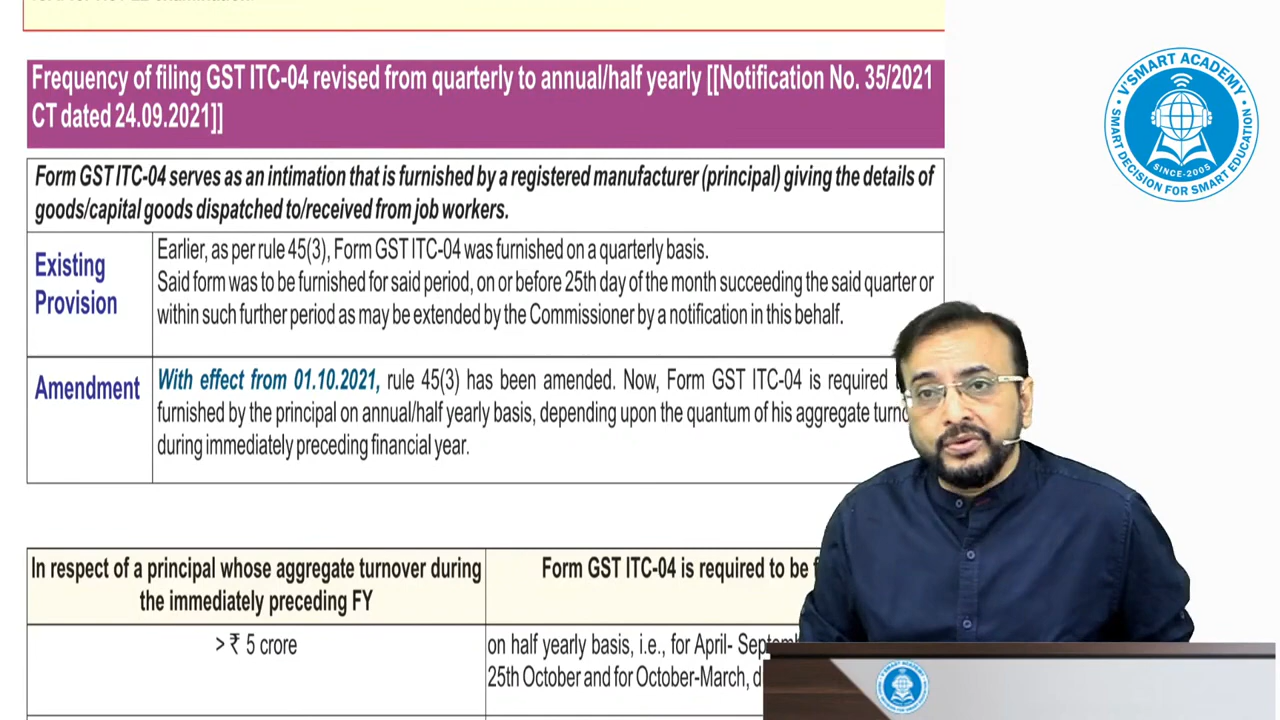 Frequency of filing GST ITC-04 revised from quarterly to annual/half yearly [[Notification No. 35/2021
CT dated 24.09.2021]]
Form GST ITC-04 serves as an intimation that is furnished by a registered manufacturer (principal) giving the details of
goods/capital goods dispatched to/received from job workers.
Existing
Provision
Earlier, as per rule 45(3), Form GST ITC-04 was furnished on a quarterly basis.
Said form was to be furnished for said period, on or before 25th day of the month succeeding the said quarter or
within such further period as may be extended by the Commissioner by a notification in this behalf.
Amendment
With effect from 01.10.2021, rule 45(3) has been amended. Now, Form GST ITC-04 is required
furnished by the principal on annual/half yearly basis, depending upon the quantum of his aggregate
during immediately preceding financial year.
In respect of a principal whose aggregate turnover during
the immediately preceding FY
Form GST ITC-04 is required to be
> ₹ 5 crore
on half yearly basis, i.e., for April-
25th October and for October-March,
V'SMART ACADEMY
SMART DECISION FOR SMART EDUCATION
SINCE-2005